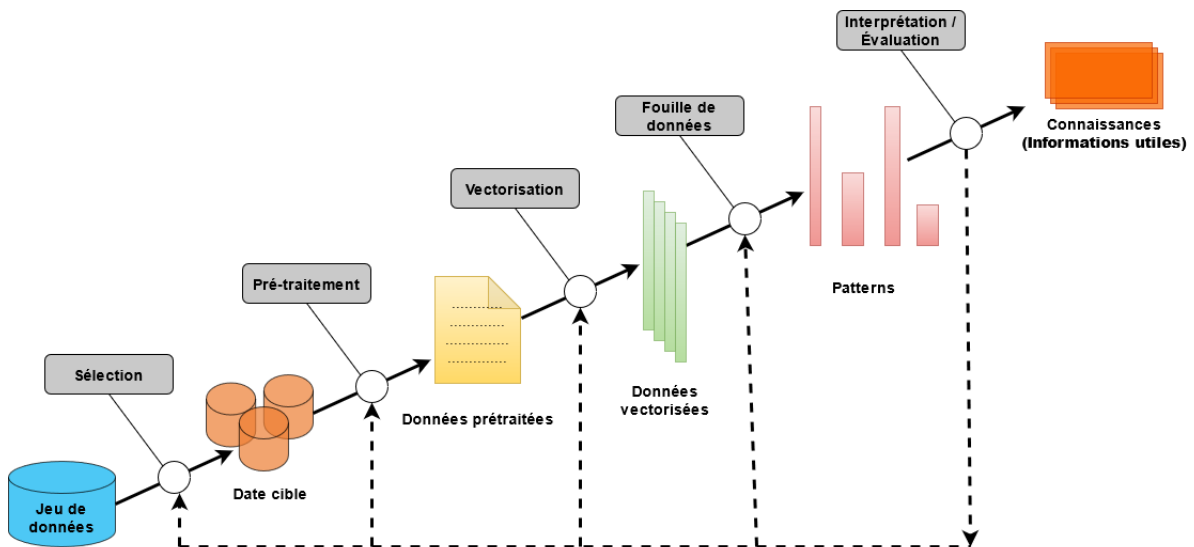 Interprétation /
Évaluation
Connaissances
(Informations utiles)
Fouille de
données
Patterns
Vectorisation
Données
vectorisées
Pré-traitement
Données prétraitées
Sélection
Date cible
Jeu de
données